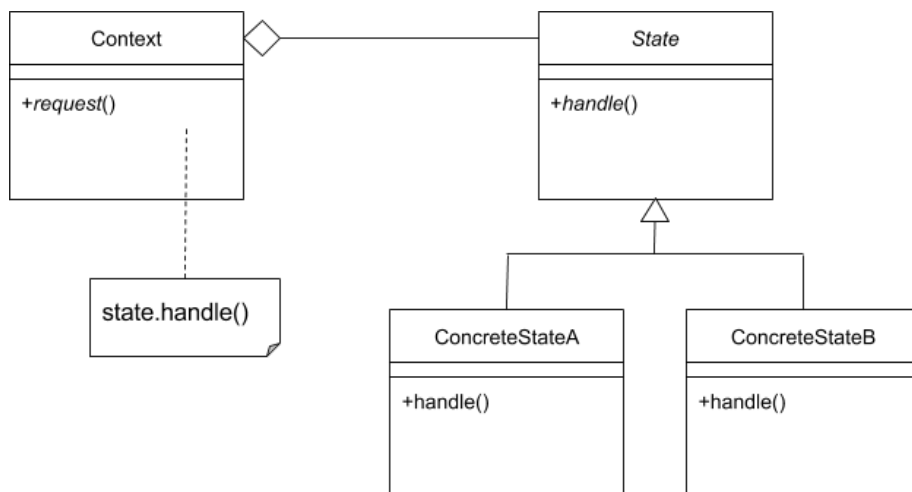 Context
State
+request()
+handle()
state.handle()
ConcreteStateA
ConcreteStateB
+handle()
+handle()